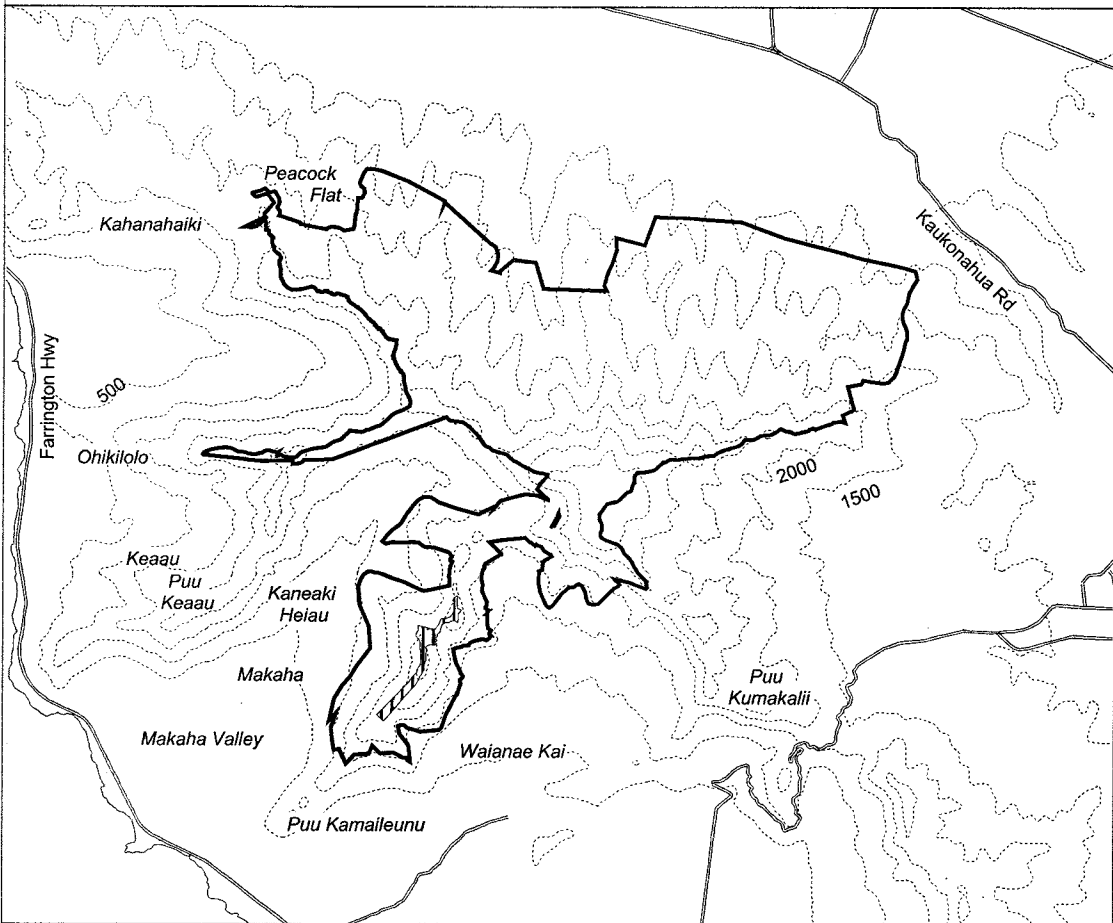 Peacock
Flat
Kahanahaiki
Kaukonahua Rd
Farrington Hwy
500
Ohikilolo
2000
1500
Keaau
Puu
Keaau
Kaneaki
Heiau
Makaha
Puu
Kumakalii
Makaha Valley
Waianae Kai
Puu Kamaileunu